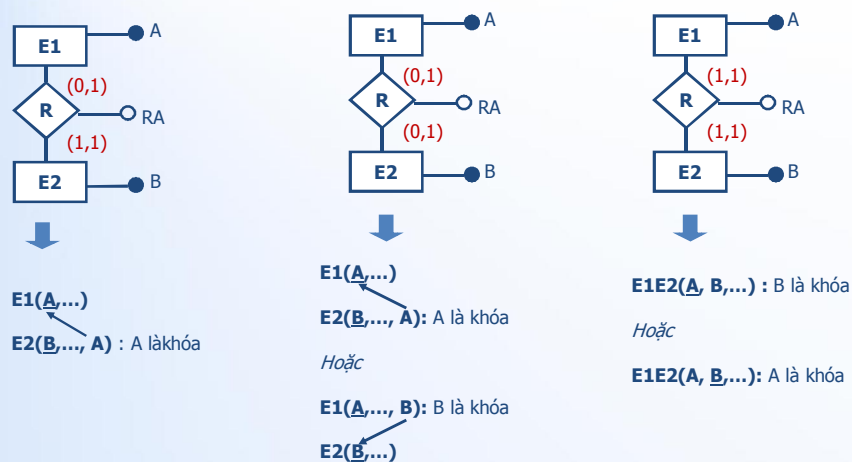 E1
A
(0,1)
R
RA
(1,1)
E2
B
E1(A,...)
E2(B,..., A) : A làkhóa
E1
A
(0,1)
R
RA
(0,1)
E2
B
E1(A,...)
E2(B,..., A): A là khóa
Hoặc
E1(A,..., B): B là khóa
E2(B,...)
E1
A
(1,1)
R
RA
(1,1)
E2
B
E1E2(A, B,...) : B là khóa
Hoặc
E1E2(A, B,...): A là khóa